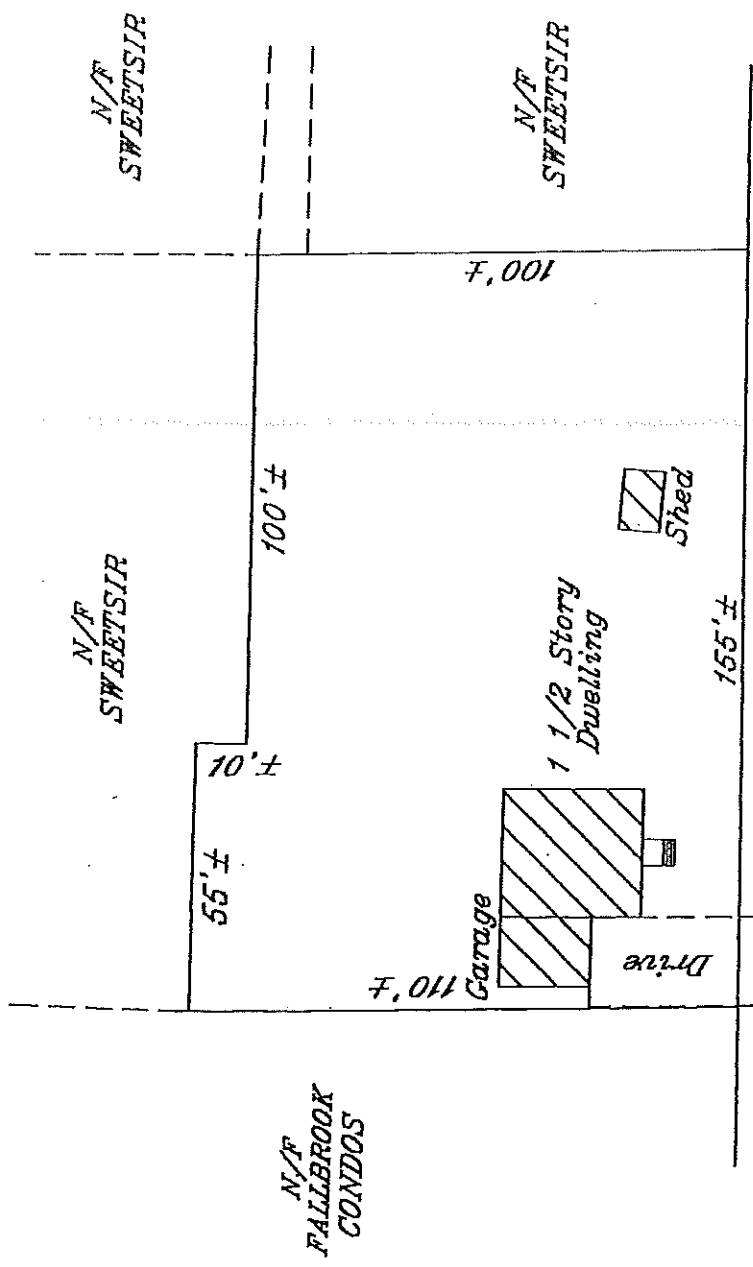 N/F
SWEETSIR
N/F
SWEETSIR
N/F
SWEETSIR
N/F
FALLBROOK
CONDOS
55'±
10'±
100'±
100'±
110'±
Garage
1 1/2 Story
Dwelling
Shed
Drive
155'±